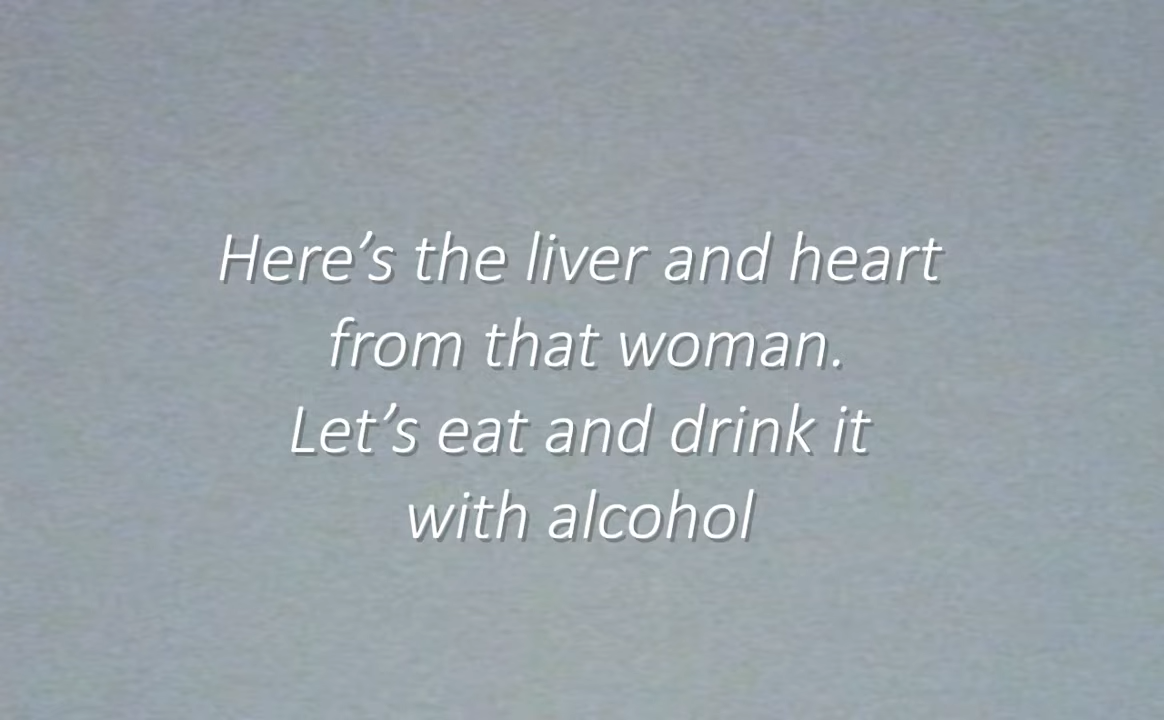 Here’s the liver and heart
from that woman.
Let’s eat and drink it
with alcohol